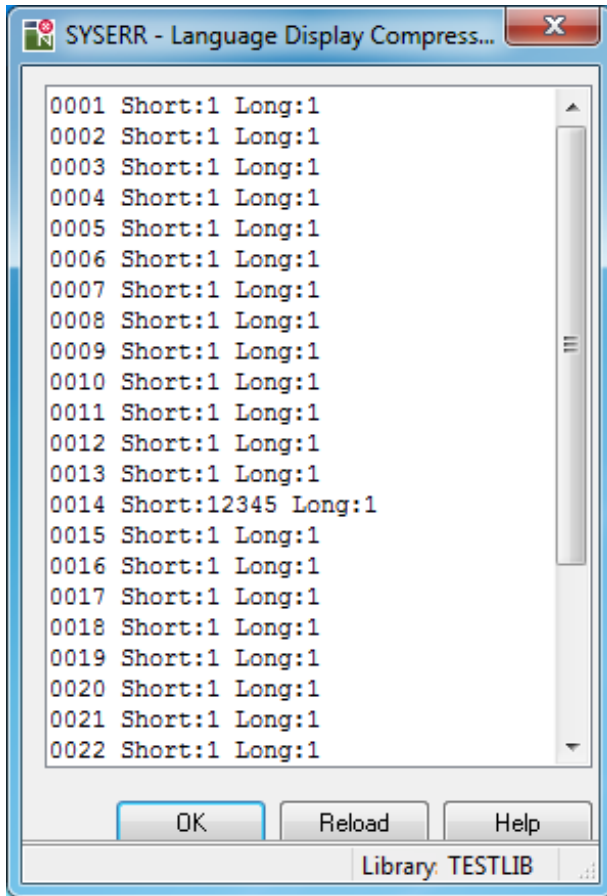 SYSERR - Language Display Compress...
0001 Short:1 Long:1
0002 Short:1 Long:1
0003 Short:1 Long:1
0004 Short:1 Long:1
0005 Short:1 Long:1
0006 Short:1 Long:1
0007 Short:1 Long:1
0008 Short:1 Long:1
0009 Short:1 Long:1
0010 Short:1 Long:1
0011 Short:1 Long:1
0012 Short:1 Long:1
0013 Short:1 Long:1
0014 Short:12345 Long:1
0015 Short:1 Long:1
0016 Short:1 Long:1
0017 Short:1 Long:1
0018 Short:1 Long:1
0019 Short:1 Long:1
0020 Short:1 Long:1
0021 Short:1 Long:1
0022 Short:1 Long:1
OK Reload Help
Library: TESTLIB